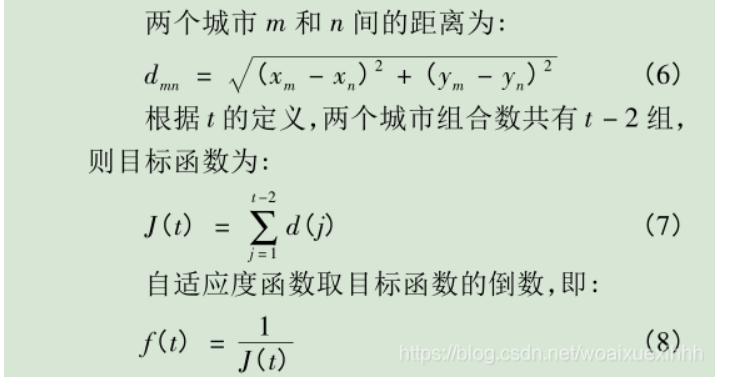 两个城市 m 和 n 间的距离为:
d_{mn} = √((x_m − x_n)^2 + (y_m − y_n)^2) (6)
根据 t 的定义,两个城市组合数共有 t − 2 组,
则目标函数为:
J(t) = \sum_{j=1}^{t-2} d(j) (7)
自适应度函数取目标函数的倒数,即:
f(t) = \frac{1}{J(t)} (8)
https://blog.csdn.net/woaixuexihhh